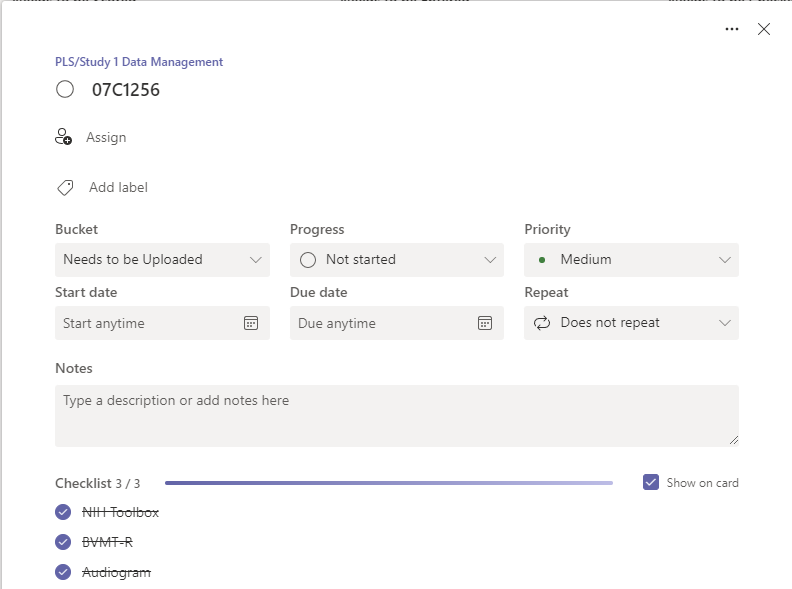 PLS/Study 1 Data Management
07C1256
Assign
Add label
Bucket Progress Priority
Needs to be Uploaded Not started Medium
Start date Due date Repeat
Start anytime Due anytime Does not repeat
Notes
Type a description or add notes here
Checklist 3 / 3 Show on card
NIH Toolbox
BVMT-R
Audiogram